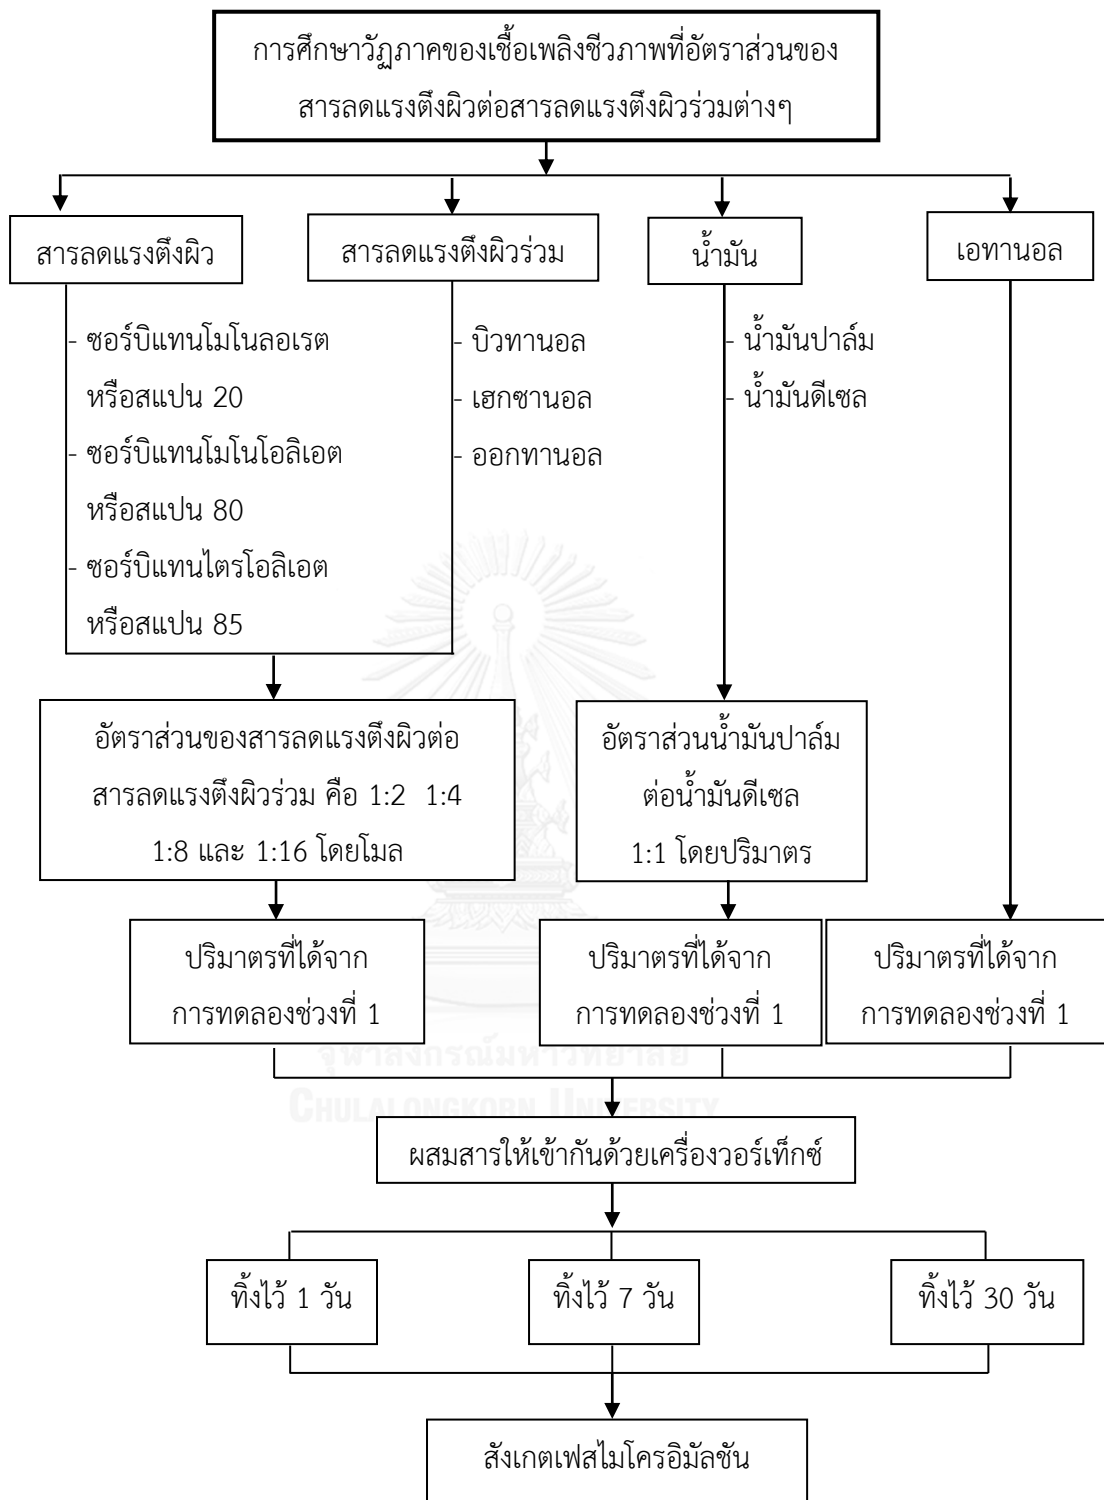 การศึกษาวัฏภาคของเชื้อเพลิงชีวภาพที่อัตราส่วนของ
สารลดแรงตึงผิวต่อสารลดแรงตึงผิวร่วมต่างๆ
สารลดแรงตึงผิว
สารลดแรงตึงผิวร่วม
น้ำมัน
เอทานอล
- ซอร์บิแทนโมโนลอเรต
หรือสแปน 20
- ซอร์บิแทนโมโนโอลิเอต
หรือสแปน 80
- ซอร์บิแทนไตรโอลิเอต
หรือสแปน 85
- บิวทานอล
- เฮกซานอล
- ออกทานอล
- น้ำมันปาล์ม
- น้ำมันดีเซล
อัตราส่วนของสารลดแรงตึงผิวต่อ
สารลดแรงตึงผิวร่วม คือ 1:2 1:4
1:8 และ 1:16 โดยโมล
อัตราส่วนน้ำมันปาล์ม
ต่อน้ำมันดีเซล
1:1 โดยปริมาตร
ปริมาตรที่ได้จาก
การทดลองช่วงที่ 1
ปริมาตรที่ได้จาก
การทดลองช่วงที่ 1
ปริมาตรที่ได้จาก
การทดลองช่วงที่ 1
จุฬาลงกรณ์มหาวิทยาลัย
CHULALONGKORN UNIVERSITY
ผสมสารให้เข้ากันด้วยเครื่องวอร์เท็กซ์
ทิ้งไว้ 1 วัน
ทิ้งไว้ 7 วัน
ทิ้งไว้ 30 วัน
สังเกตเฟสไมโครอิมัลชัน